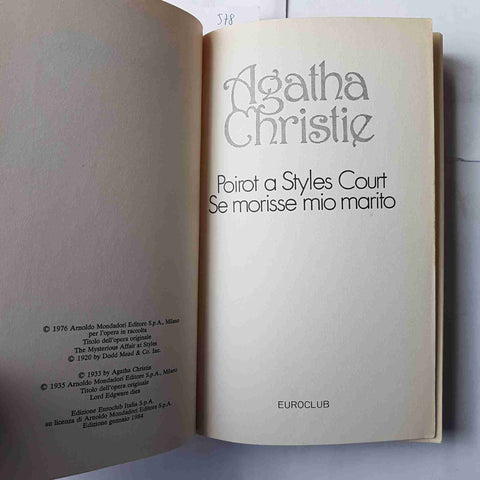 578
© 1976 Arnoldo Mondadori Editore S.p.A., Milano
per l'opera in raccolta
Titolo dell'opera originale
The Mysterious Affair at Styles
© 1920 by Dodd Mead & Co. Inc.
© 1933 by Agatha Christie
© 1935 Arnoldo Mondadori Editore S.p.A., Milano
Titolo dell'opera originale
Lord Edgware dies
Edizione Euroclub Italia S.p.A.
su licenza di Arnoldo Mondadori Editore S.p.A.
Edizione gennaio 1984
Agatha
Christie
Poirot a Styles Court
Se morisse mio marito
EUROCLUB